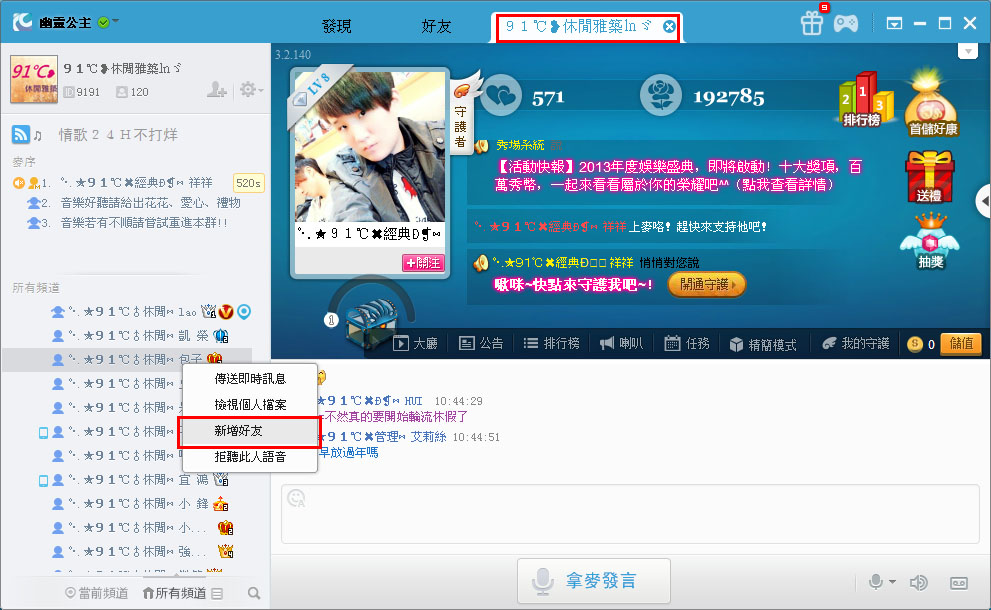 幽靈公主
發現
好友
９１℃❥休閒雅築lnㄋ
9
91℃
休閒雅築
９１℃❥休閒雅築lnㄋ
ID 9191
120
情歌２４Ｈ不打烊
麥序
1. ★９１℃✖經典Ð¶⋈ 祥祥
520s
2. 音樂好聽請給出花花、愛心、禮物
3. 音樂若有不順請嘗試重進本群!!
所有頻道
★９１℃♁休閒⋈ lao
★９１℃♁休閒⋈ 凱 榮
★９１℃♁休閒⋈ 包子
★９１℃♁休閒⋈
★９１℃♁休閒⋈
★９１℃♁休閒⋈
★９１℃♁休閒⋈
★９１℃♁休閒⋈ 宣 鴻
★９１℃♁休閒⋈ 小 鋒
★９１℃♁休閒⋈ 小...
★９１℃♁休閒⋈ 強...
當前頻道
所有頻道
傳送即時訊息
檢視個人檔案
新增好友
拒聽此人語音
3.2.140
LV8
守護者
.★９１℃✖經典Ð¶⋈
+關注
571
192785
2
1
3
排行榜
首儲好康
送禮
抽獎
秀場系統
【活動快報】2013年度娛樂盛典，即將啟動！十大獎項，百
萬秀幣，一起來看看屬於你的榮耀吧^^（點我查看詳情）
.★９１℃✖經典Ð¶⋈ 祥祥 上麥咯！趕快來支持他吧！
.★91℃✖經典Ð□□ 祥祥 悄悄對您說
啾咪~快點來守護我吧~!
開通守護
1
大廳
公告
排行榜
喇叭
任務
精簡模式
我的守護
S 0
儲值
★９１℃✖Ð¶⋈ HUI 10:44:29
不然真的要開始輪流休假了
★９１℃✖管理⋈ 艾莉絲 10:44:51
早放過年嗎
拿麥發言